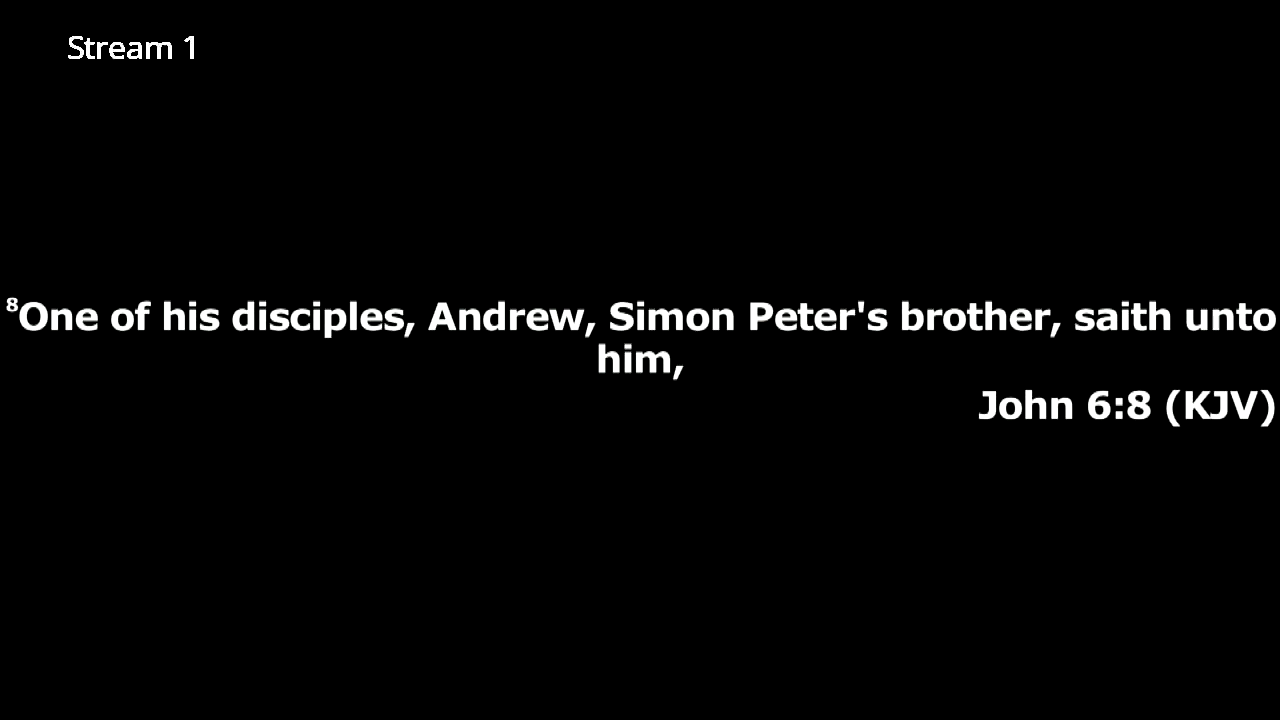 Stream 1
⁸One of his disciples, Andrew, Simon Peter's brother, saith unto
him,
John 6:8 (KJV)